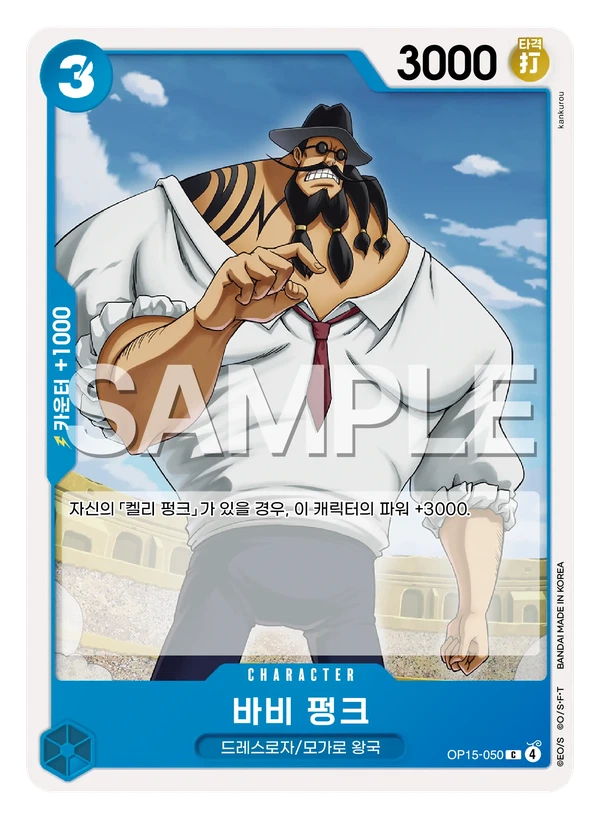 3
3000
타격
打
kankurou
카운터 +1000
SAMPLE
자신의 「켈리 펑크」가 있을 경우, 이 캐릭터의 파워 +3000.
CHARACTER
바비 펑크
드레스로자/모가로 왕국
OP15-050 C 4
©EO/S ©O/S·F·T BANDAI MADE IN KOREA